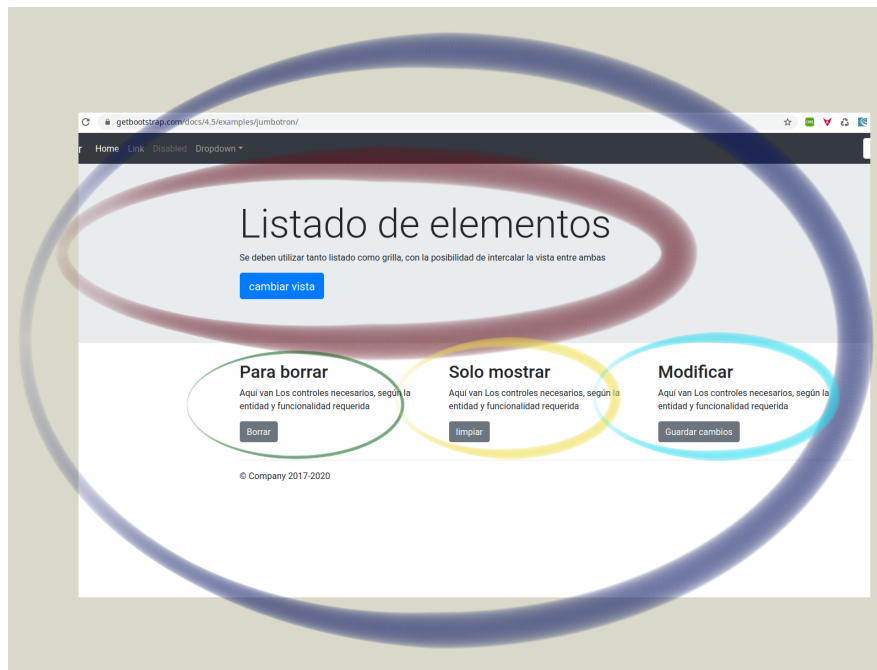 getbootstrap.com/docs/4.5/examples/jumbotron/
Home Link Disabled Dropdown
Listado de elementos
Se deben utilizar tanto listado como grilla, con la posibilidad de intercalar la vista entre ambas
cambiar vista
Para borrar
Aquí van Los controles necesarios, según la
entidad y funcionalidad requerida
Borrar
Solo mostrar
Aquí van Los controles necesarios, según la
entidad y funcionalidad requerida
limpiar
Modificar
Aquí van Los controles necesarios, según la
entidad y funcionalidad requerida
Guardar cambios
© Company 2017-2020